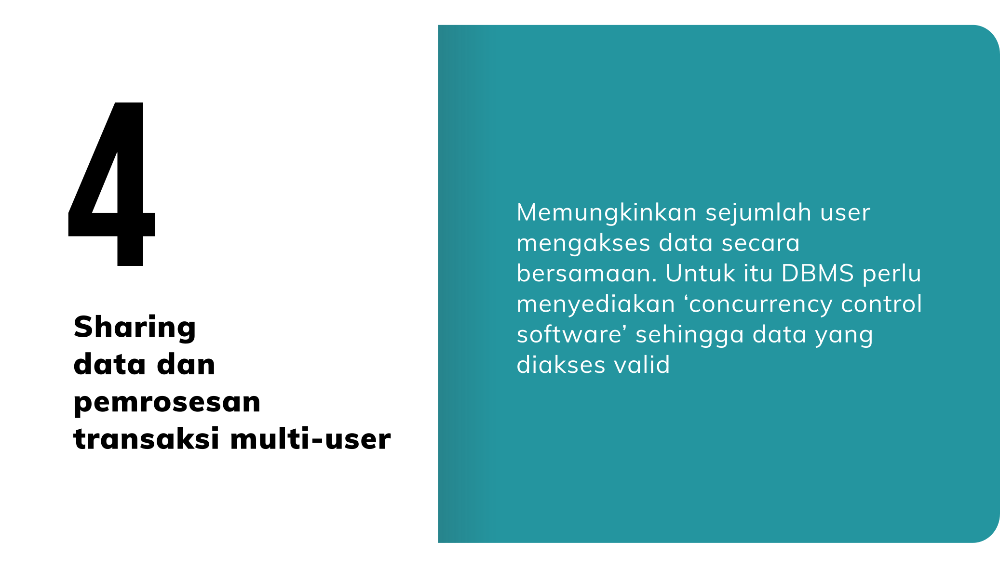 4
Sharing
data dan
pemrosesan
transaksi multi-user
Memungkinkan sejumlah user
mengakses data secara
bersamaan. Untuk itu DBMS perlu
menyediakan ‘concurrency control
software’ sehingga data yang
diakses valid